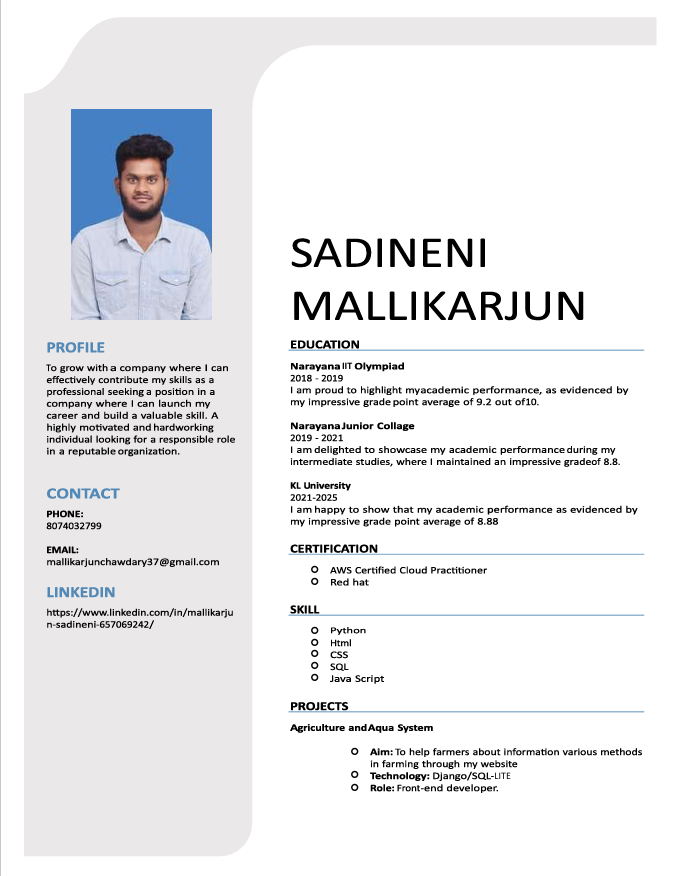 SADINENI
MALLIKARJUN
PROFILE
To grow with a company where I can
effectively contribute my skills as a
professional seeking a position in a
company where I can launch my
career and build a valuable skill. A
highly motivated and hardworking
individual looking for a responsible role
in a reputable organization.
CONTACT
PHONE:
8074032799
EMAIL:
mallikarjunchawdary37@gmail.com
LINKEDIN
https://www.linkedin.com/in/mallikarju
n-sadineni-657069242/
EDUCATION
Narayana IIT Olympiad
2018 - 2019
I am proud to highlight myacademic performance, as evidenced by
my impressive grade point average of 9.2 out of10.
Narayana Junior Collage
2019 - 2021
I am delighted to showcase my academic performance during my
intermediate studies, where I maintained an impressive gradeof 8.8.
KL University
2021-2025
I am happy to show that my academic performance as evidenced by
my impressive grade point average of 8.88
CERTIFICATION
AWS Certified Cloud Practitioner
Red hat
SKILL
Python
Html
CSS
SQL
Java Script
PROJECTS
Agriculture and Aqua System
Aim: To help farmers about information various methods
in farming through my website
Technology: Django/SQL-LITE
Role: Front-end developer.